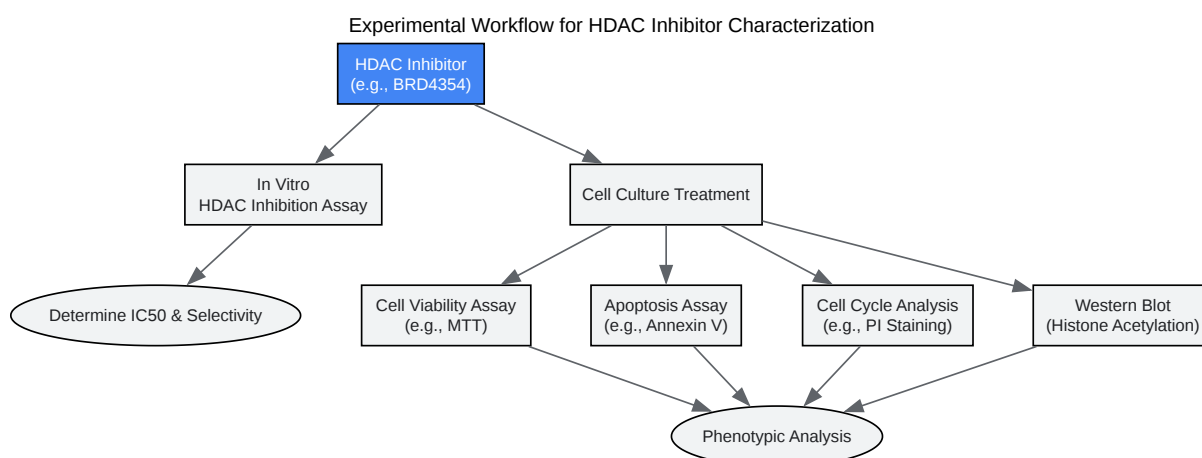 Experimental Workflow for HDAC Inhibitor Characterization
HDAC Inhibitor
(e.g., BRD4354)
In Vitro
HDAC Inhibition Assay
Cell Culture Treatment
Determine IC50 & Selectivity
Cell Viability Assay
(e.g., MTT)
Apoptosis Assay
(e.g., Annexin V)
Cell Cycle Analysis
(e.g., PI Staining)
Western Blot
(Histone Acetylation)
Phenotypic Analysis